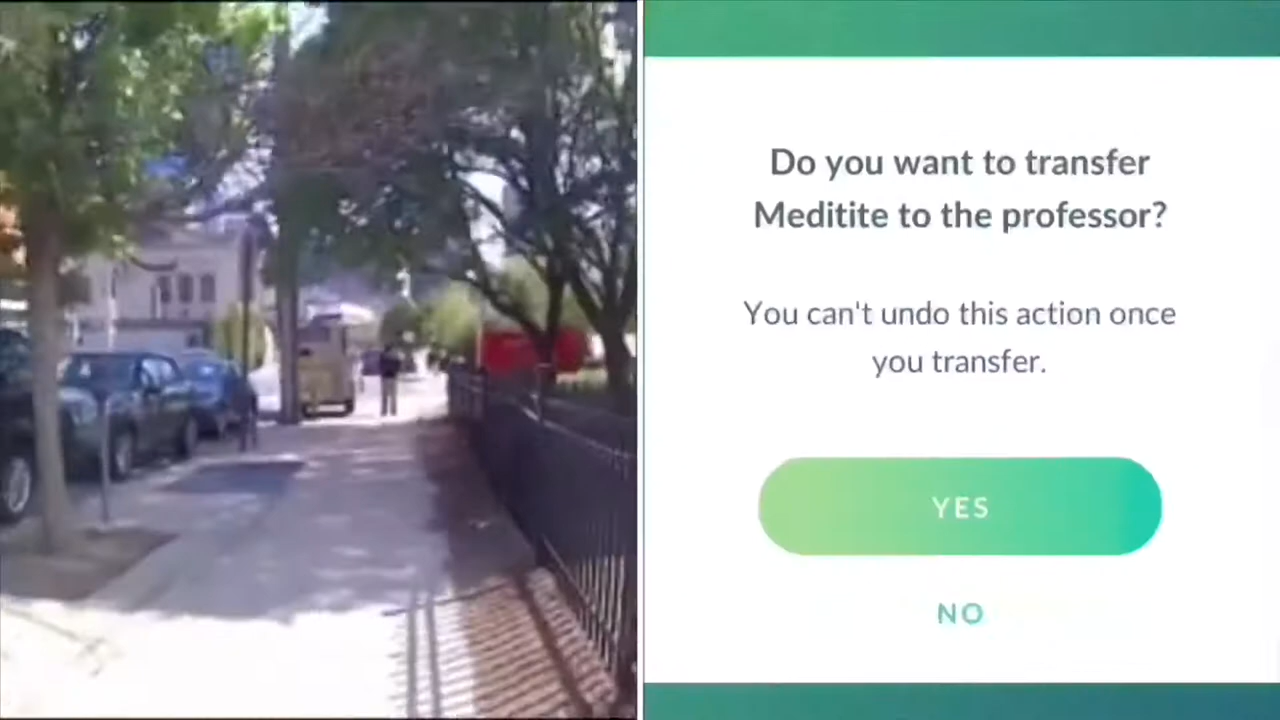 Do you want to transfer
Meditite to the professor?
You can't undo this action once
you transfer.
YES
NO